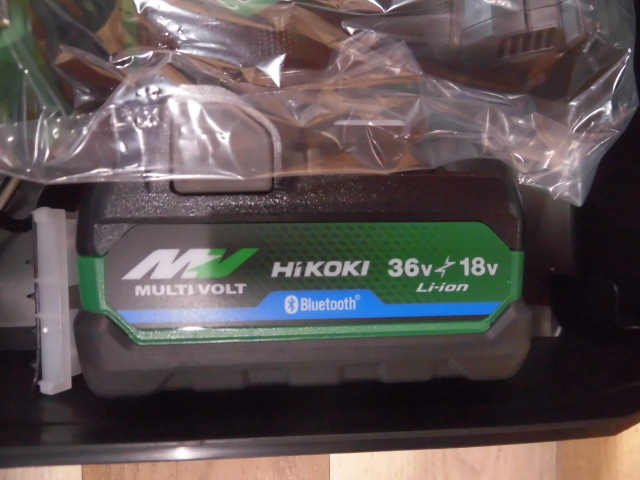 MV
MULTI VOLT
HiKOKI
36V 18V
Li-ion
Bluetooth®